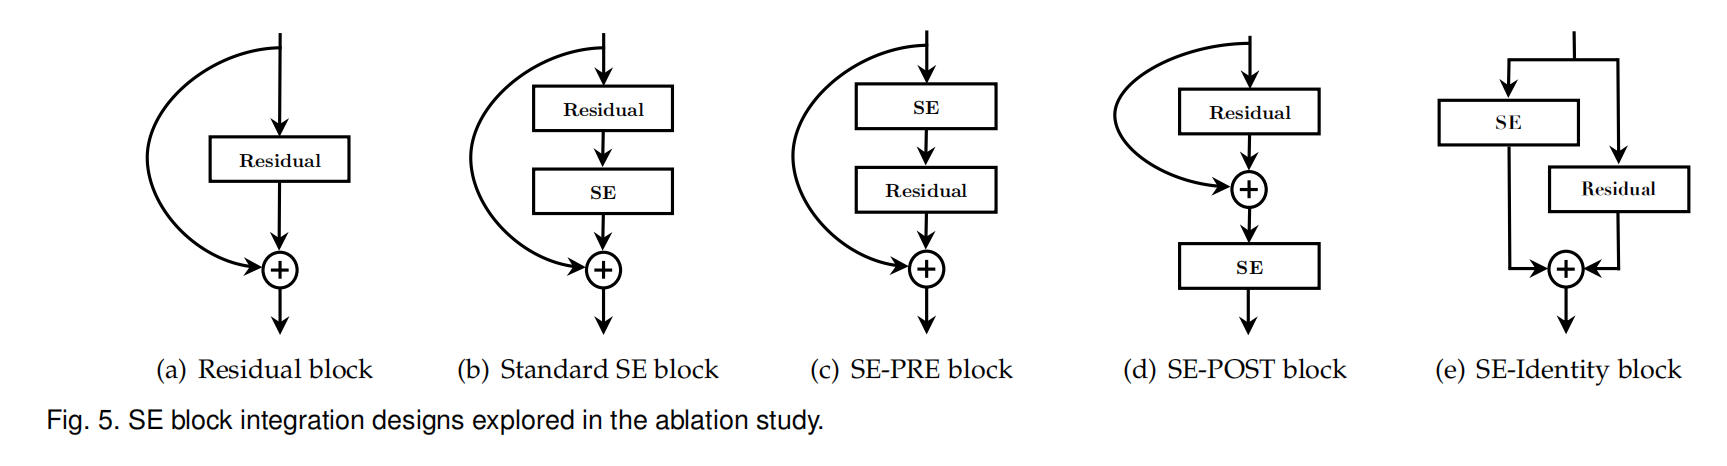 Residual
Residual
SE
SE
Residual
Residual
SE
SE
Residual
(a) Residual block
(b) Standard SE block
(c) SE-PRE block
(d) SE-POST block
(e) SE-Identity block
Fig. 5. SE block integration designs explored in the ablation study.